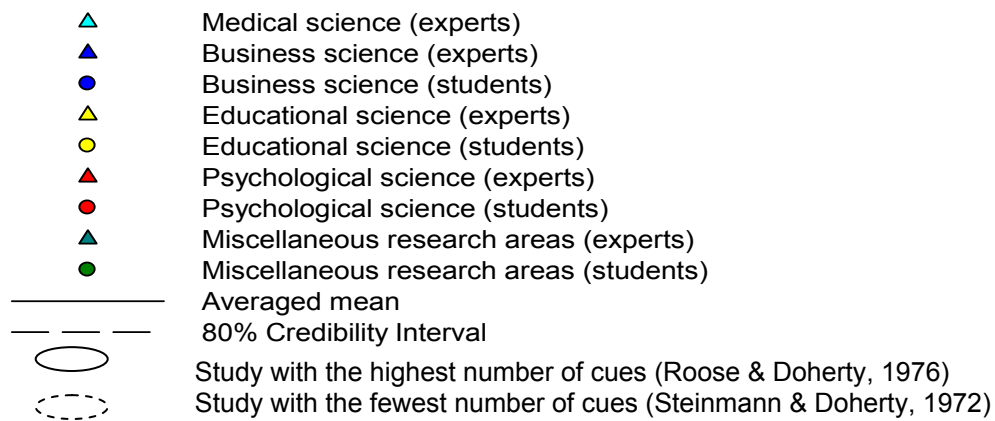 Medical science (experts)
Business science (experts)
Business science (students)
Educational science (experts)
Educational science (students)
Psychological science (experts)
Psychological science (students)
Miscellaneous research areas (experts)
Miscellaneous research areas (students)
Averaged mean
80% Credibility Interval
Study with the highest number of cues (Roose & Doherty, 1976)
Study with the fewest number of cues (Steinmann & Doherty, 1972)